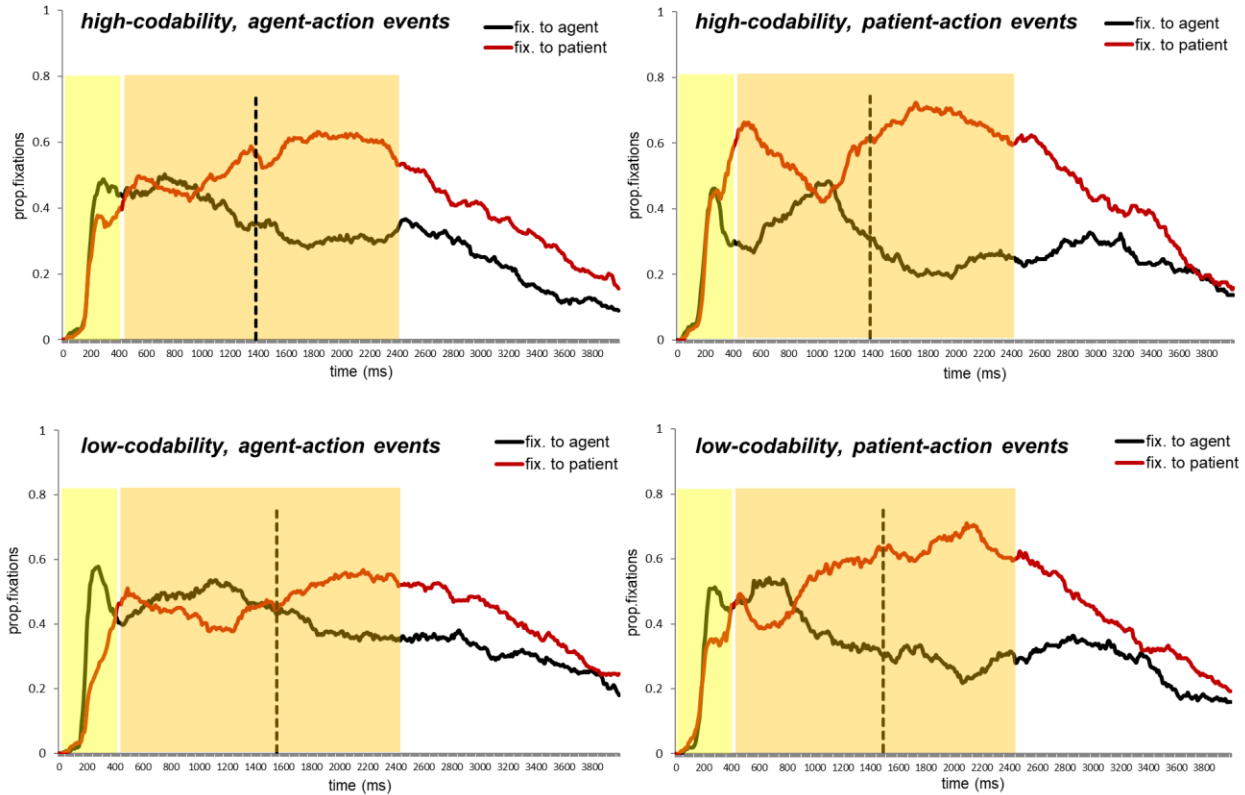 high-codability, agent-action events
fix. to agent
fix. to patient
prop.fixations
1
0.8
0.6
0.4
0.2
0
0 200 400 600 800 1000 1200 1400 1600 1800 2000 2200 2400 2600 2800 3000 3200 3400 3600 3800
time (ms)
high-codability, patient-action events
fix. to agent
fix. to patient
prop.fixations
1
0.8
0.6
0.4
0.2
0
0 200 400 600 800 1000 1200 1400 1600 1800 2000 2200 2400 2600 2800 3000 3200 3400 3600 3800
time (ms)
low-codability, agent-action events
fix. to agent
fix. to patient
prop.fixations
1
0.8
0.6
0.4
0.2
0
0 200 400 600 800 1000 1200 1400 1600 1800 2000 2200 2400 2600 2800 3000 3200 3400 3600 3800
time (ms)
low-codability, patient-action events
fix. to agent
fix. to patient
prop.fixations
1
0.8
0.6
0.4
0.2
0
0 200 400 600 800 1000 1200 1400 1600 1800 2000 2200 2400 2600 2800 3000 3200 3400 3600 3800
time (ms)